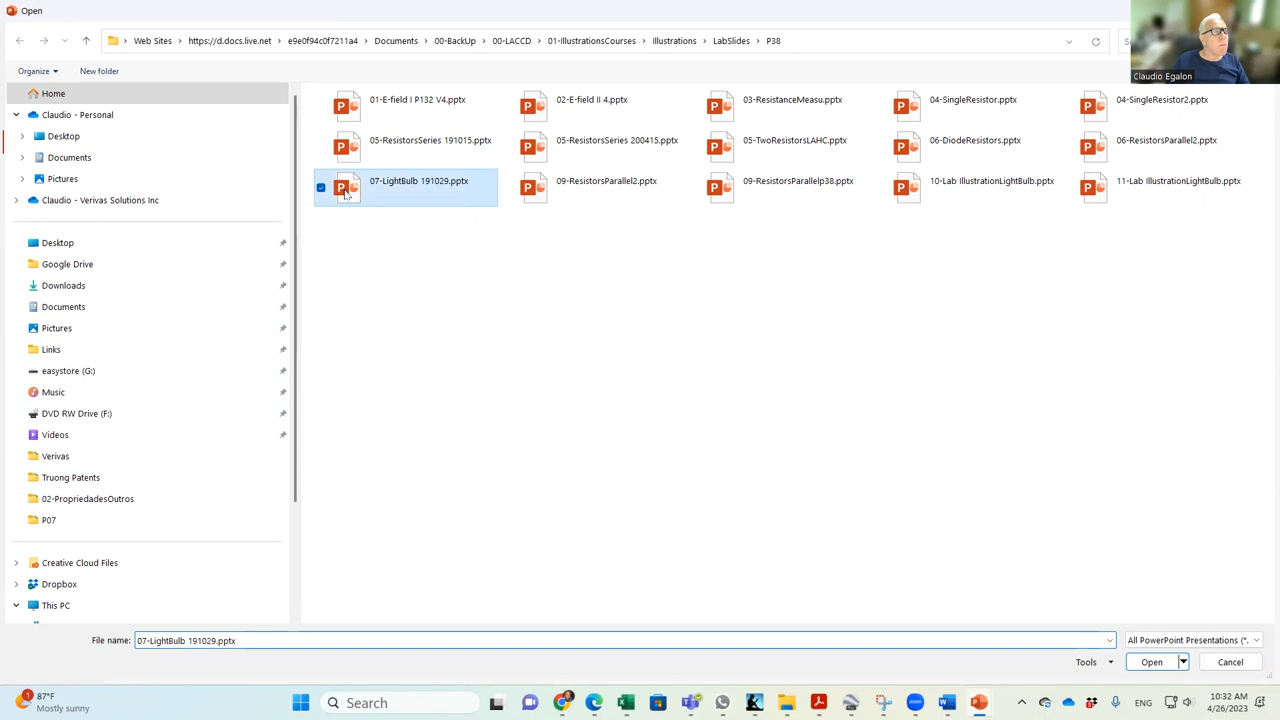 Open
Web Sites > https://d.docs.live.net > e9e0f94c0f7211a4 > Documents > 00-BackUp > 00-LACCD > 01-IllustrationsCourses > Illustrations > LabSlides > P38
Claudio Egalon
Organize
New folder
Home
Claudio - Personal
Desktop
Documents
Pictures
Claudio - Verivas Solutions Inc
Desktop
Google Drive
Downloads
Documents
Pictures
Links
easystore (G:)
Music
DVD RW Drive (F:)
Videos
Verivas
Truong Patents
02-PropriedadesOutros
P07
Creative Cloud Files
Dropbox
This PC
01-E-field I P132 V4.pptx
02-E-field II 4.pptx
03-ResistanceMeasu.pptx
04-SingleResistor.pptx
04-SingleResistor2.pptx
05-ResistorsSeries 191015.pptx
05-ResistorsSeries 200415.pptx
05-TwoResistorsLAHC.pptx
06-DiodeResistors.pptx
06-ResistorsParallel2.pptx
07-LightBulb 191029.pptx
09-ResistorsParallel2.pptx
09-ResistorsParallelp38.pptx
10-Lab IllustrationLightBulb.pptx
11-Lab IllustrationLightBulb.pptx
File name: 07-LightBulb 191029.pptx
All PowerPoint Presentations (*.
Tools
Open
Cancel
1
87°F
Mostly sunny
Search
ENG
10:32 AM
4/26/2023